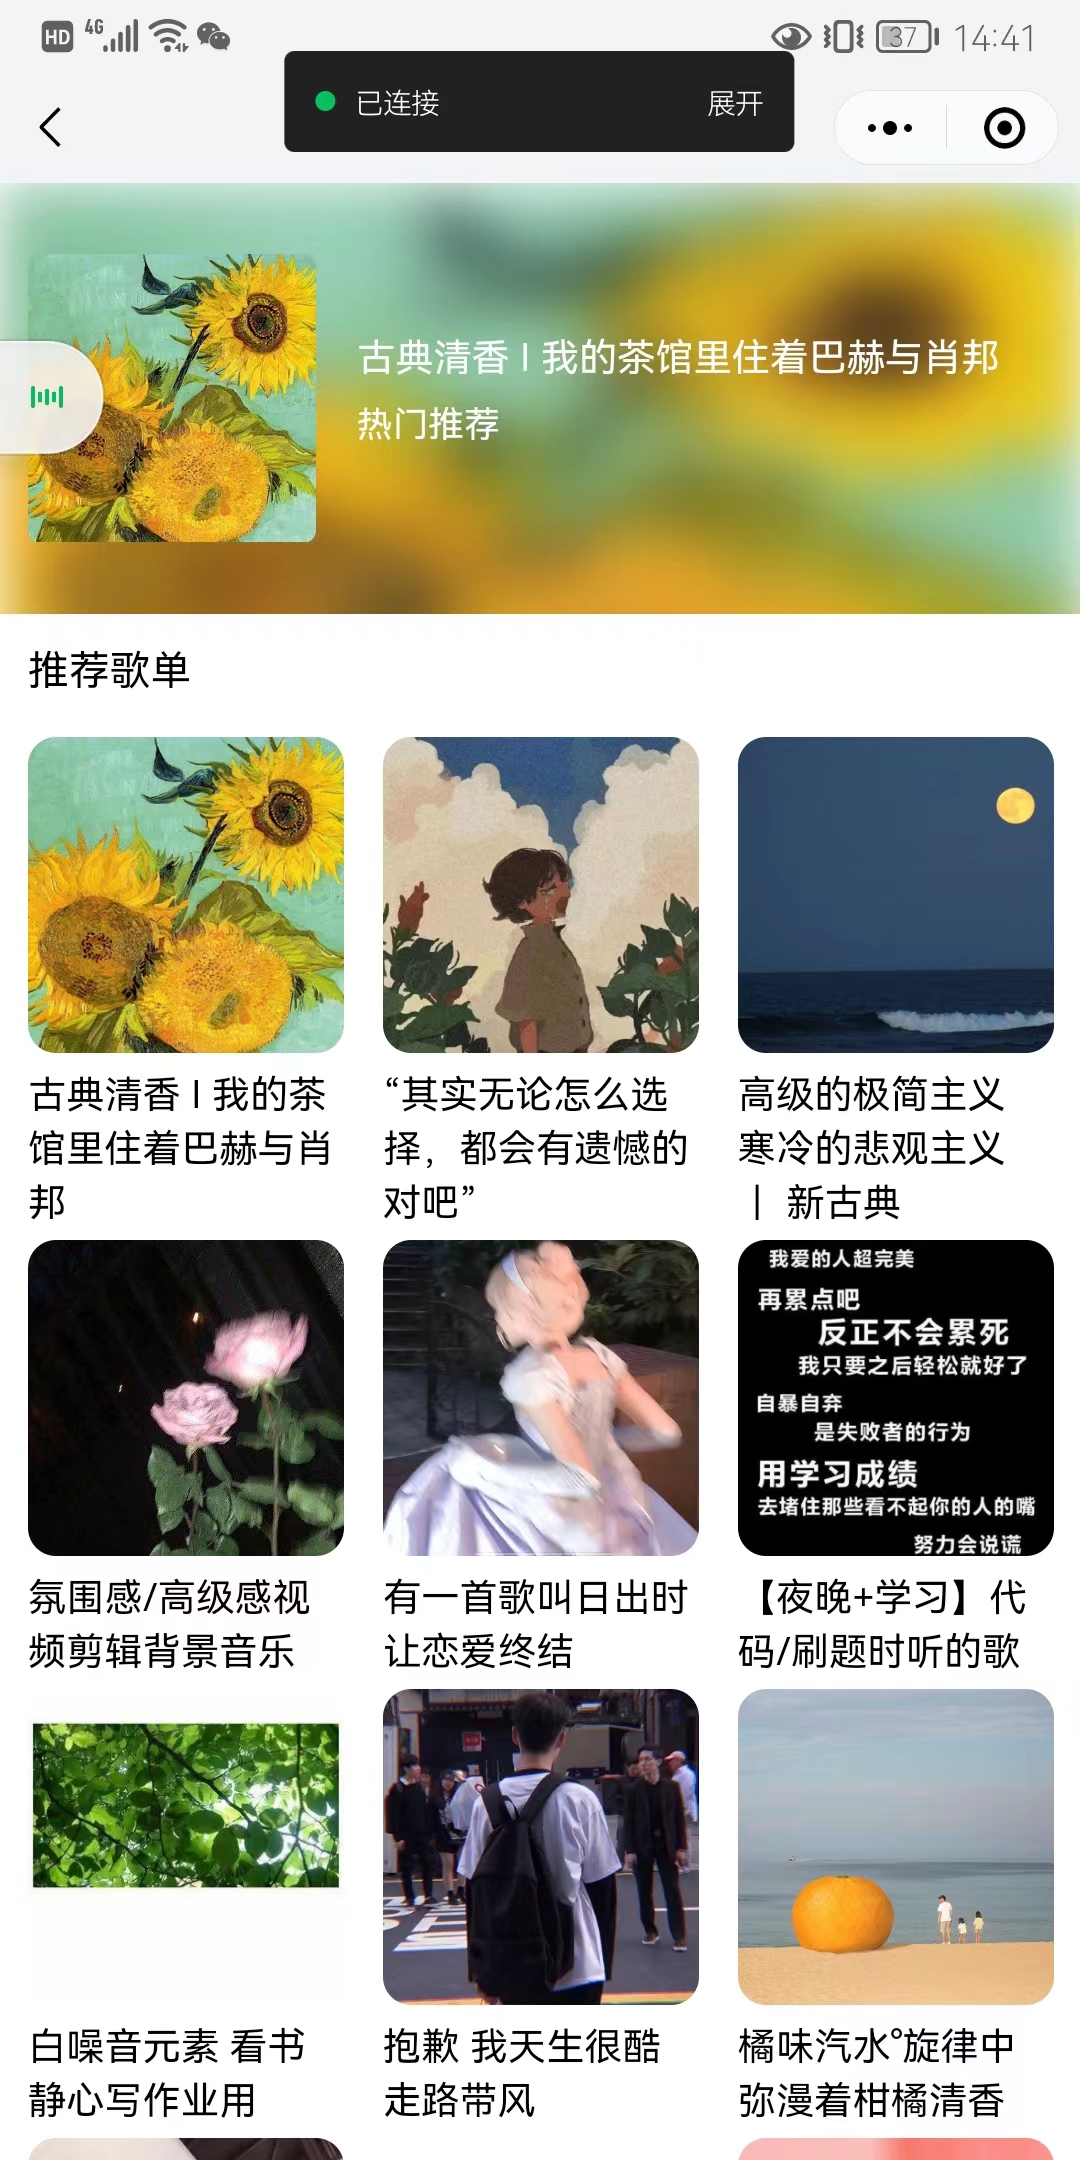 HD 4G 37 14:41
已连接 展开
古典清香 | 我的茶馆里住着巴赫与肖邦
热门推荐
推荐歌单
古典清香 | 我的茶
馆里住着巴赫与肖
邦
“其实无论怎么选
择，都会有遗憾的
对吧”
高级的极简主义
寒冷的悲观主义
| 新古典
我爱的人超完美
再累点吧
反正不会累死
我只要之后轻松就好了
自暴自弃
是失败者的行为
用学习成绩
去堵住那些看不起你的人的嘴
努力会说谎
氛围感/高级感视
频剪辑背景音乐
有一首歌叫日出时
让恋爱终结
【夜晚+学习】代
码/刷题时听的歌
白噪音元素 看书
静心写作业用
抱歉 我天生很酷
走路带风
橘味汽水°旋律中
弥漫着柑橘清香